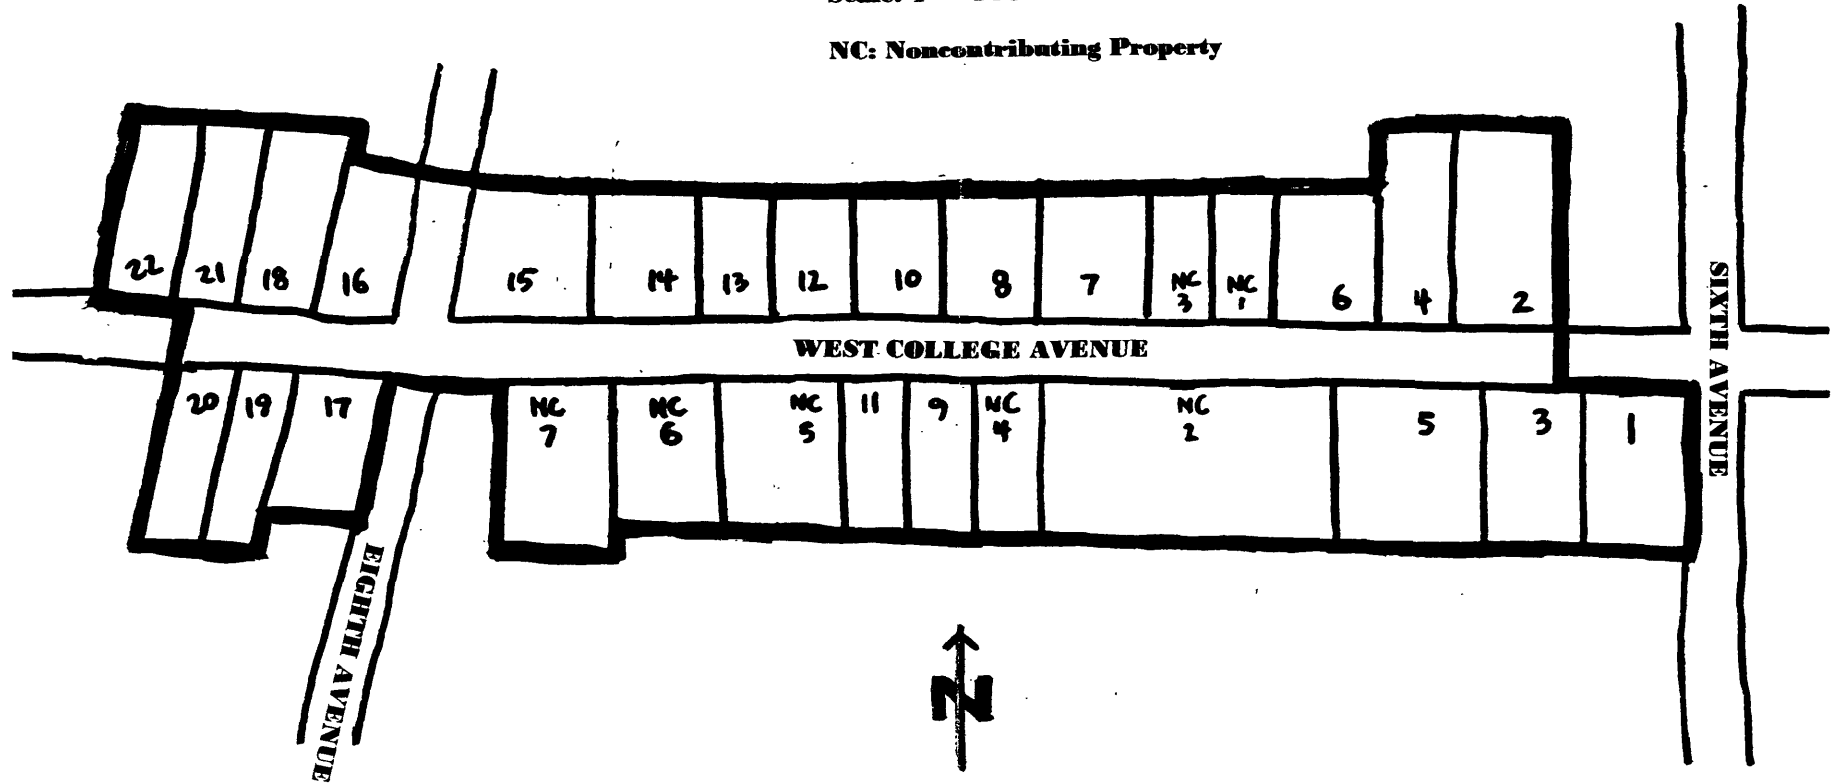 NC: Noncontributing Property
22 21 18 16 15 14 13 12 10 8 7 NC 3 NC 1 6 4 2
WEST COLLEGE AVENUE
20 19 17 NC 7 NC 6 NC 5 11 9 NC 4 NC 2 5 3 1
SIXTH AVENUE
EIGHTH AVENUE
N